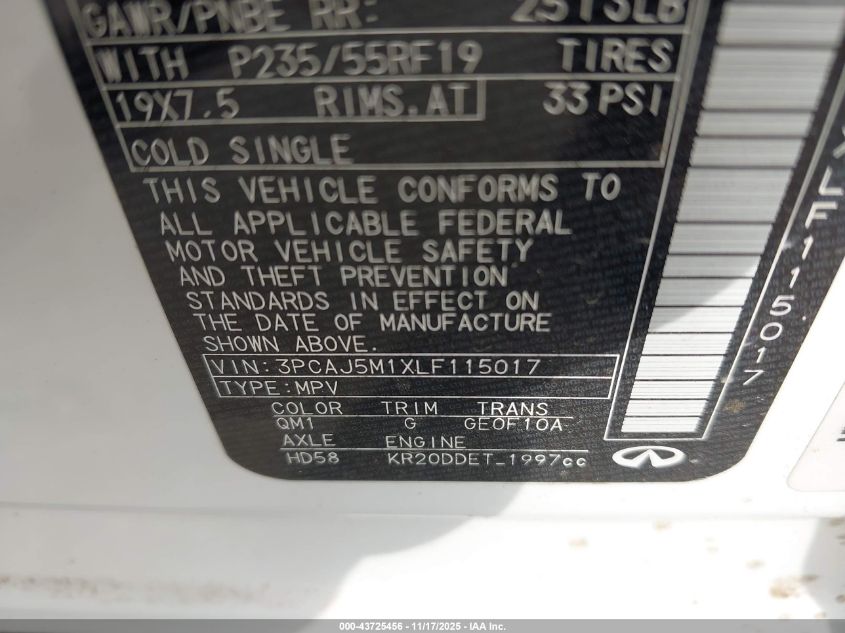 GAWR/PNBE RR: 2513LB
WITH P235/55RF19 TIRES
19X7.5 RIMS.AT 33 PSI
COLD SINGLE
THIS VEHICLE CONFORMS TO
ALL APPLICABLE FEDERAL
MOTOR VEHICLE SAFETY
AND THEFT PREVENTION
STANDARDS IN EFFECT ON
THE DATE OF MANUFACTURE
SHOWN ABOVE.
VIN:3PCAJ5M1XLF115017
TYPE:MPV
COLOR TRIM TRANS
QM1 G GE0F10A
AXLE ENGINE
HD58 KR20DDET_1997cc
XLF115017
000-43725456 - 11/17/2025 - IAA Inc.